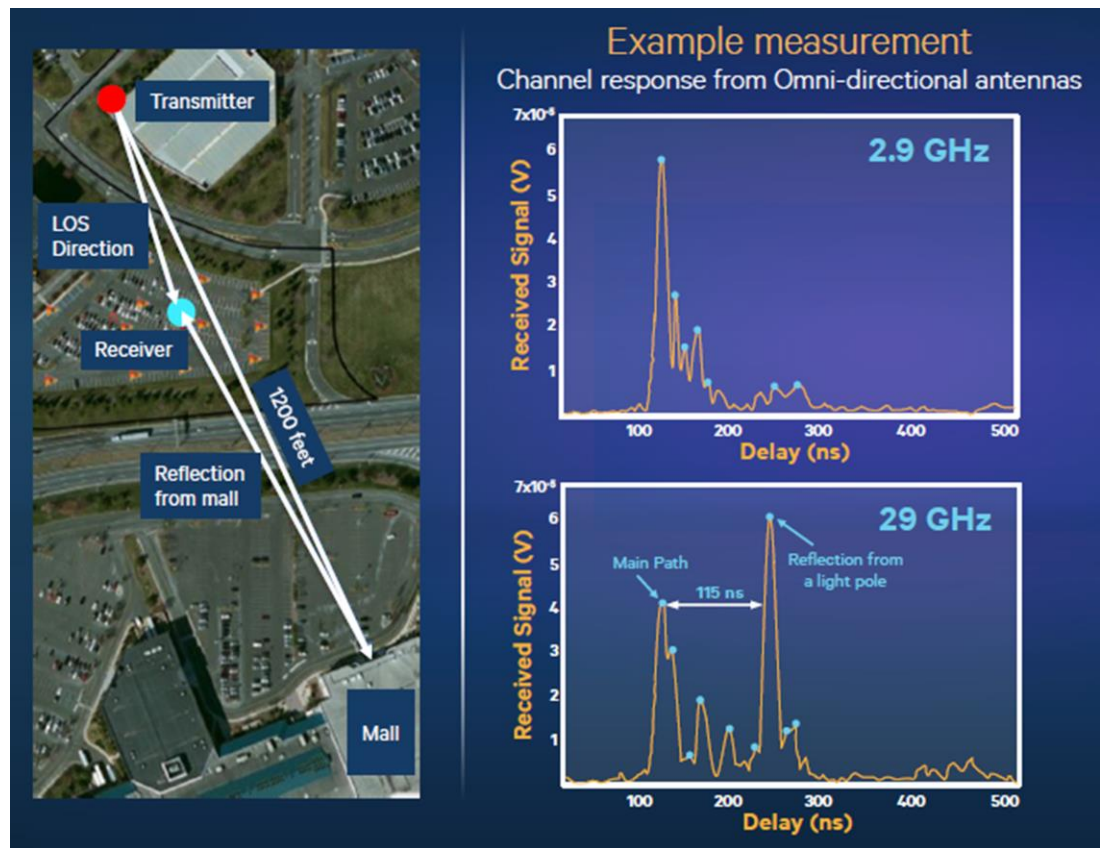 Transmitter
LOS
Direction
Receiver
1200 feet
Reflection
from mall
Mall
Example measurement
Channel response from Omni-directional antennas
7x10⁻⁵
6
5
4
3
2
1
Received Signal (V)
2.9 GHz
100 200 300 400 500
Delay (ns)
7x10⁻⁵
6
5
4
3
2
1
Received Signal (V)
29 GHz
Main Path
115 ns
Reflection from
a light pole
100 200 300 400 500
Delay (ns)